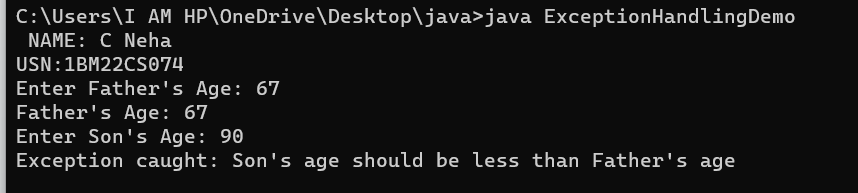 C:\Users\I AM HP\OneDrive\Desktop\java>java ExceptionHandlingDemo
 NAME: C Neha
USN:1BM22CS074
Enter Father's Age: 67
Father's Age: 67
Enter Son's Age: 90
Exception caught: Son's age should be less than Father's age